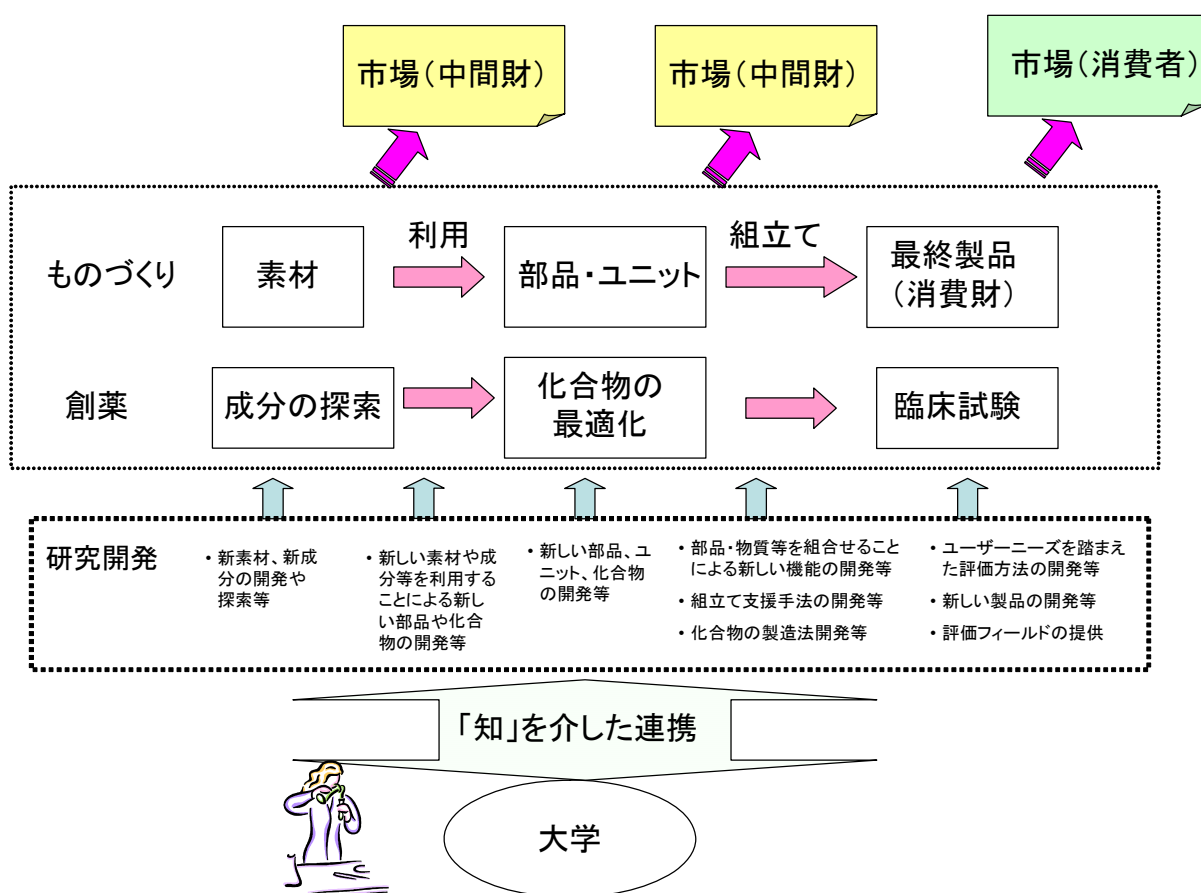 市場(中間財)
市場(中間財)
市場(消費者)
ものづくり
素材
利用
部品・ユニット
組立て
最終製品
(消費財)
創薬
成分の探索
化合物の
最適化
臨床試験
研究開発
・新素材、新成
分の開発や
探索等
・新しい素材や成
分等を利用する
ことによる新し
い部品や化合
物の開発等
・新しい部品、ユ
ニット、化合物
の開発等
・部品・物質等を組合せること
による新しい機能の開発等
・組立て支援手法の開発等
・化合物の製造法開発等
・ユーザーニーズを踏まえ
た評価方法の開発等
・新しい製品の開発等
・評価フィールドの提供
「知」を介した連携
大学